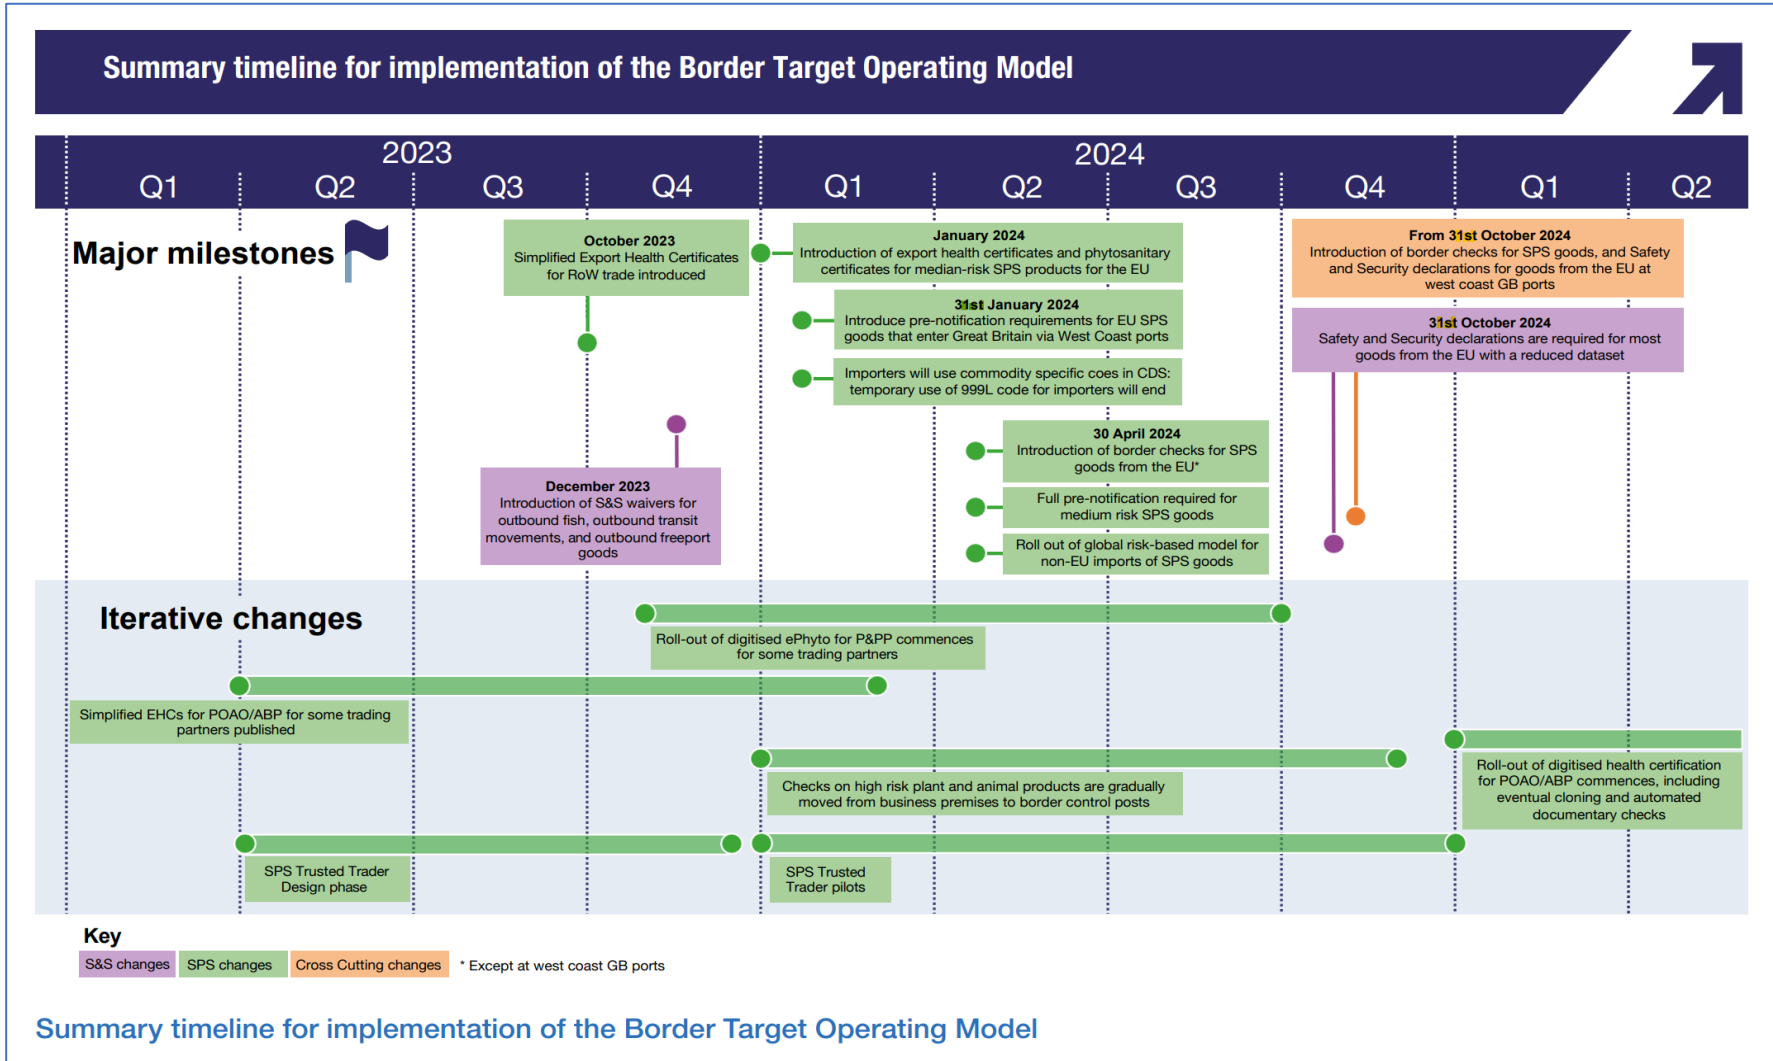 Summary timeline for implementation of the Border Target Operating Model
2023
2024
Q1
Q2
Q3
Q4
Q1
Q2
Q3
Q4
Q1
Q2
Major milestones
October 2023
Simplified Export Health Certificates
for RoW trade introduced
January 2024
Introduction of export health certificates and phytosanitary
certificates for median-risk SPS products for the EU
31st January 2024
Introduce pre-notification requirements for EU SPS
goods that enter Great Britain via West Coast ports
Importers will use commodity specific coes in CDS:
temporary use of 999L code for importers will end
From 31st October 2024
Introduction of border checks for SPS goods, and Safety
and Security declarations for goods from the EU at
west coast GB ports
31st October 2024
Safety and Security declarations are required for most
goods from the EU with a reduced dataset
December 2023
Introduction of S&S waivers for
outbound fish, outbound transit
movements, and outbound freeport
goods
30 April 2024
Introduction of border checks for SPS
goods from the EU*
Full pre-notification required for
medium risk SPS goods
Roll out of global risk-based model for
non-EU imports of SPS goods
Iterative changes
Roll-out of digitised ePhyto for P&PP commences
for some trading partners
Simplified EHCs for POAO/ABP for some trading
partners published
Checks on high risk plant and animal products are gradually
moved from business premises to border control posts
Roll-out of digitised health certification
for POAO/ABP commences, including
eventual cloning and automated
documentary checks
SPS Trusted Trader
Design phase
SPS Trusted
Trader pilots
Key
S&S changes
SPS changes
Cross Cutting changes
* Except at west coast GB ports
Summary timeline for implementation of the Border Target Operating Model